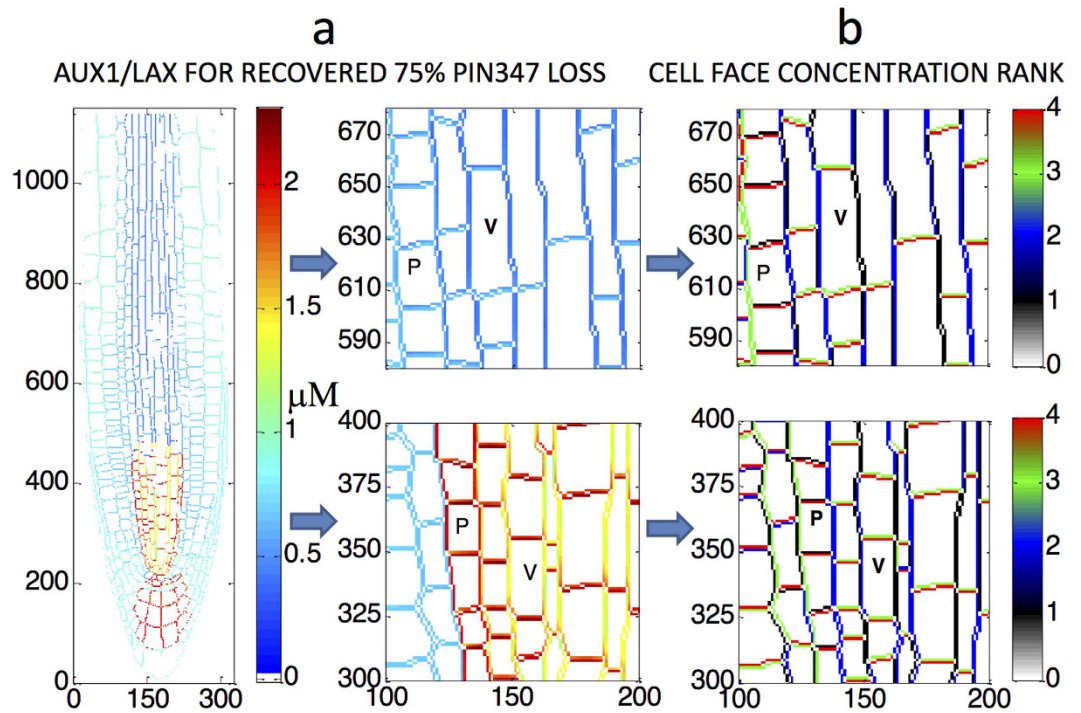 a
b
AUX1/LAX FOR RECOVERED 75% PIN347 LOSS
CELL FACE CONCENTRATION RANK
1000
800
600
400
200
0
0 150 300
2
1.5
μM
1
0.5
0
670
650
630
610
590
V
P
670
650
630
610
590
V
P
4
3
2
1
0
400
375
350
325
300
P
V
100 150 200
400
375
350
325
300
P
V
100 150 200
4
3
2
1
0